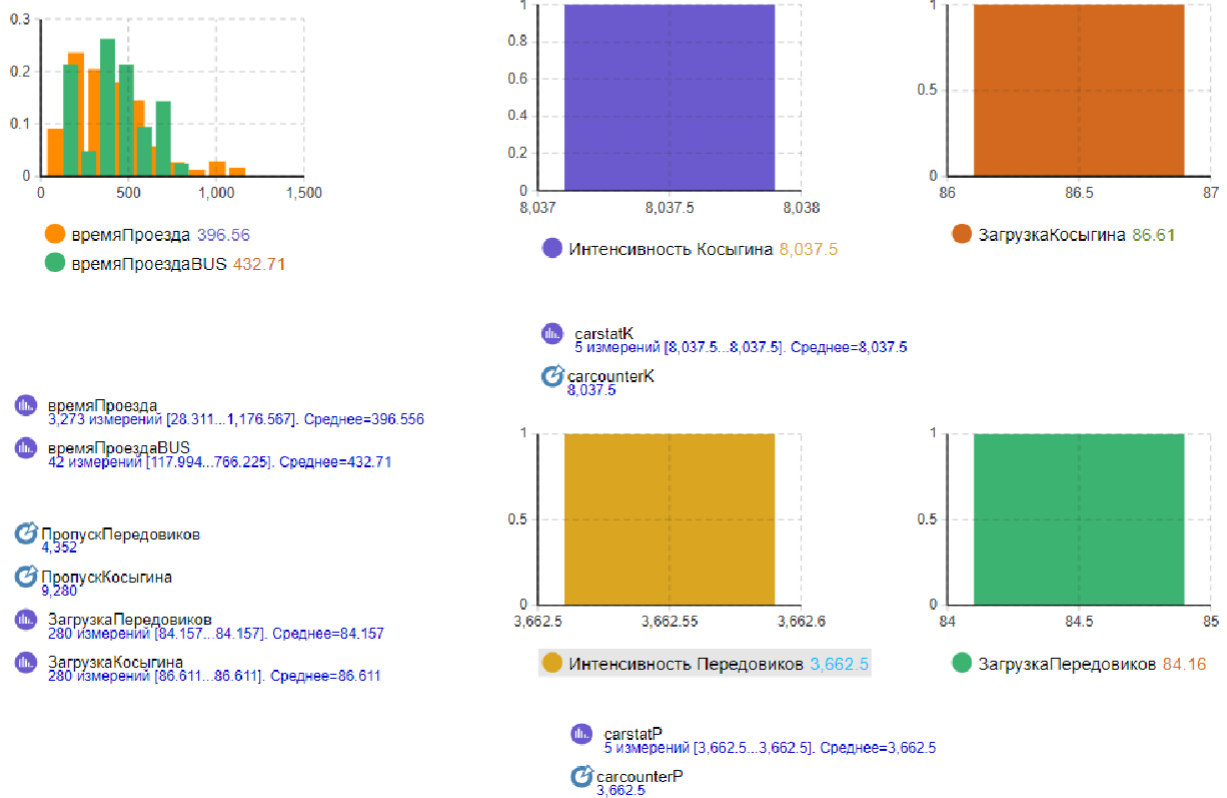 0.3
0.2
0.1
0
0
500
1,000
1,500
времяПроезда 396.56
времяПроездаBUS 432.71
1
0.8
0.6
0.4
0.2
0
8,037
8,037.5
8,038
Интенсивность Косыгина 8,037.5
1
0.5
0
86
86.5
87
ЗагрузкаКосыгина 86.61
carstatK
5 измерений [8,037.5...8,037.5]. Среднее=8,037.5
carcounterK
8,037.5
времяПроезда
3,273 измерений [28.311...1,176.567]. Среднее=396.556
времяПроездаBUS
42 измерений [117.994...766.225]. Среднее=432.71
ПропускПередовиков
4,352
ПропускКосыгина
9,280
ЗагрузкаПередовиков
280 измерений [84.157...84.157]. Среднее=84.157
ЗагрузкаКосыгина
280 измерений [86.611...86.611]. Среднее=86.611
1
0.5
0
3,662.5
3,662.55
3,662.6
Интенсивность Передовиков 3,662.5
1
0.5
0
84
84.5
85
ЗагрузкаПередовиков 84.16
carstatP
5 измерений [3,662.5...3,662.5]. Среднее=3,662.5
carcounterP
3,662.5